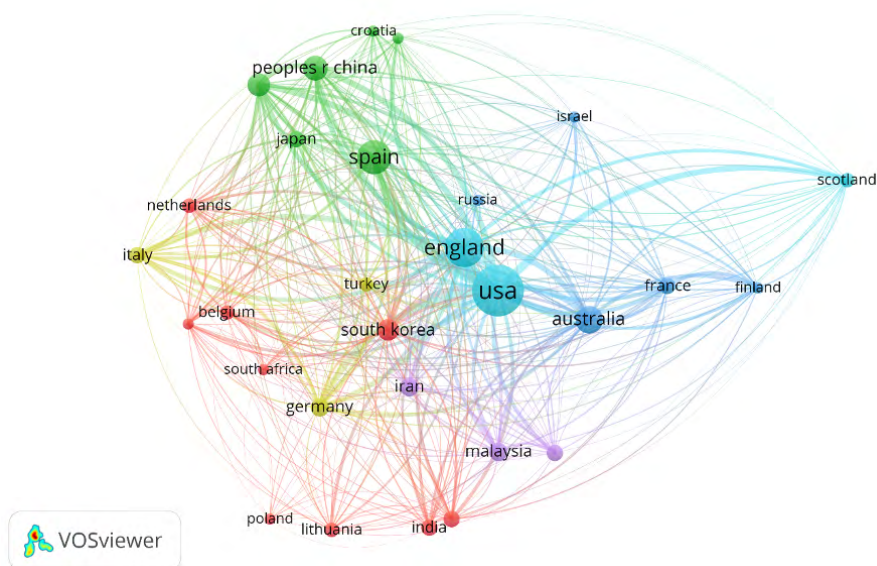 croatia
peoples r china
israel
japan
spain
scotland
russia
netherlands
england
italy
turkey
usa
france
finland
belgium
australia
south korea
south africa
iran
germany
malaysia
poland
lithuania
india
VOSviewer